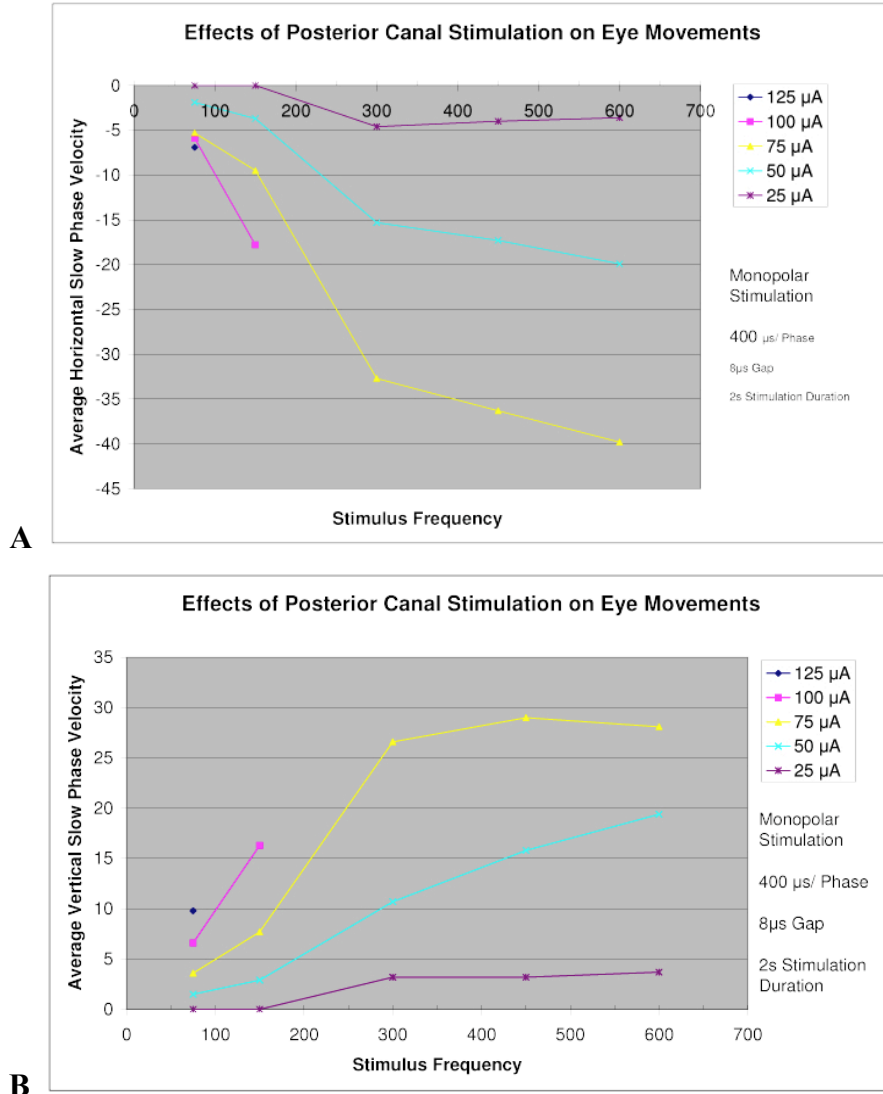 Effects of Posterior Canal Stimulation on Eye Movements
Average Horizontal Slow Phase Velocity
0
-5
-10
-15
-20
-25
-30
-35
-40
-45
0 100 200 300 400 500 600 700
Stimulus Frequency
125 µA
100 µA
75 µA
50 µA
25 µA
Monopolar
Stimulation
400 µs/ Phase
8µs Gap
2s Stimulation Duration
A
Effects of Posterior Canal Stimulation on Eye Movements
Average Vertical Slow Phase Velocity
35
30
25
20
15
10
5
0
0 100 200 300 400 500 600 700
Stimulus Frequency
125 µA
100 µA
75 µA
50 µA
25 µA
Monopolar
Stimulation
400 µs/ Phase
8µs Gap
2s Stimulation
Duration
B